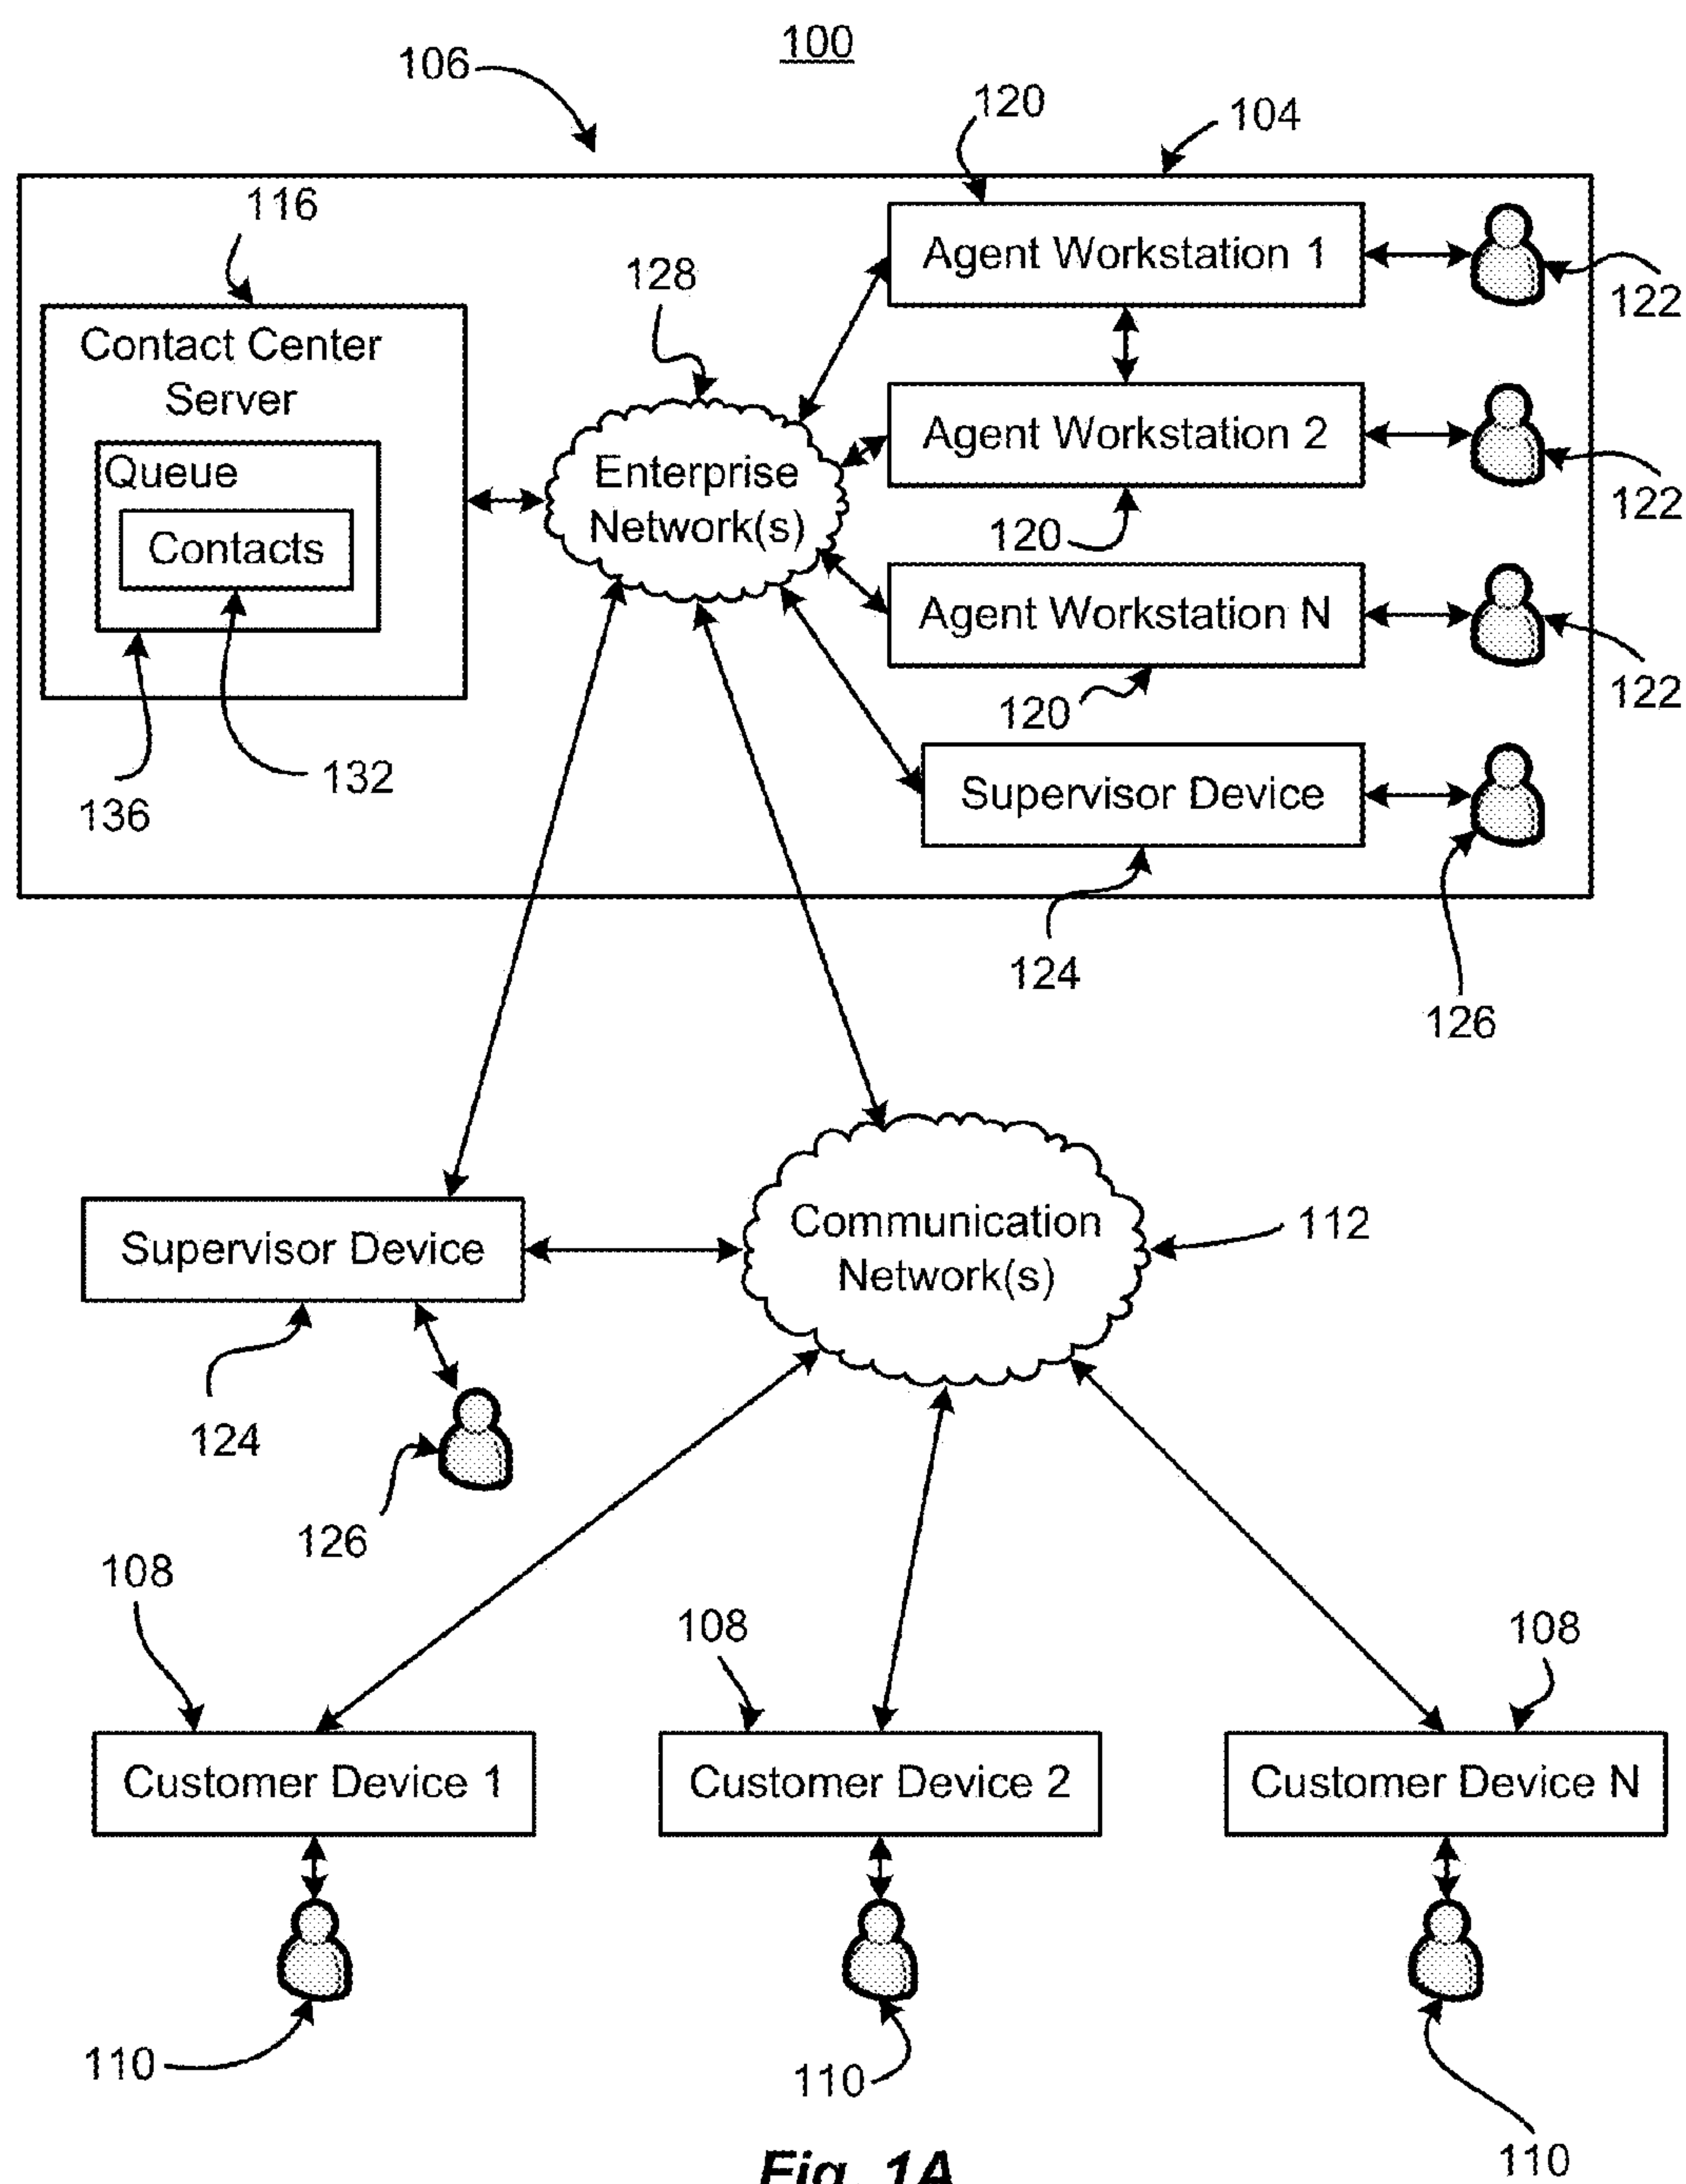 100
106
120
104
116
Agent Workstation 1
122
128
Contact Center
Server
Agent Workstation 2
122
Queue
Enterprise
Network(s)
120
Contacts
Agent Workstation N
122
120
132
136
Supervisor Device
124
126
Communication
Network(s)
112
Supervisor Device
124
126
108
108
108
Customer Device 1
Customer Device 2
Customer Device N
110
110
110
Fig. 1A